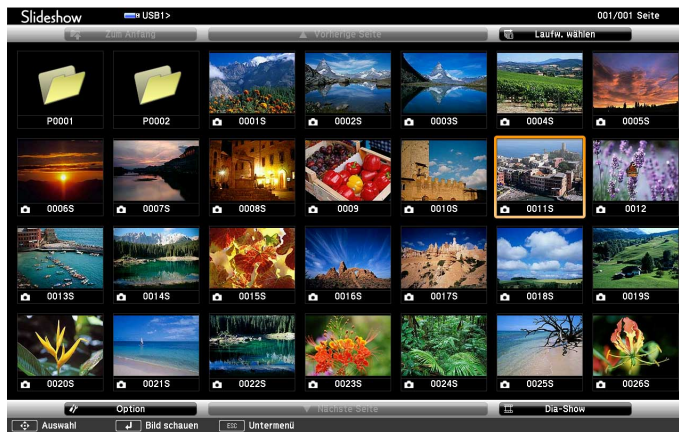 Slideshow USB1> 001/001 Seite
Zum Anfang Vorherige Seite Laufw. wählen
P0001 P0002 0001S 0002S 0003S 0004S 0005S
0006S 0007S 0008S 0009 0010S 0011S 0012
0013S 0014S 0015S 0016S 0017S 0018S 0019S
0020S 0021S 0022S 0023S 0024S 0025S 0026S
Option Nächste Seite Dia-Show
Auswahl Bild schauen ESC Untermenü